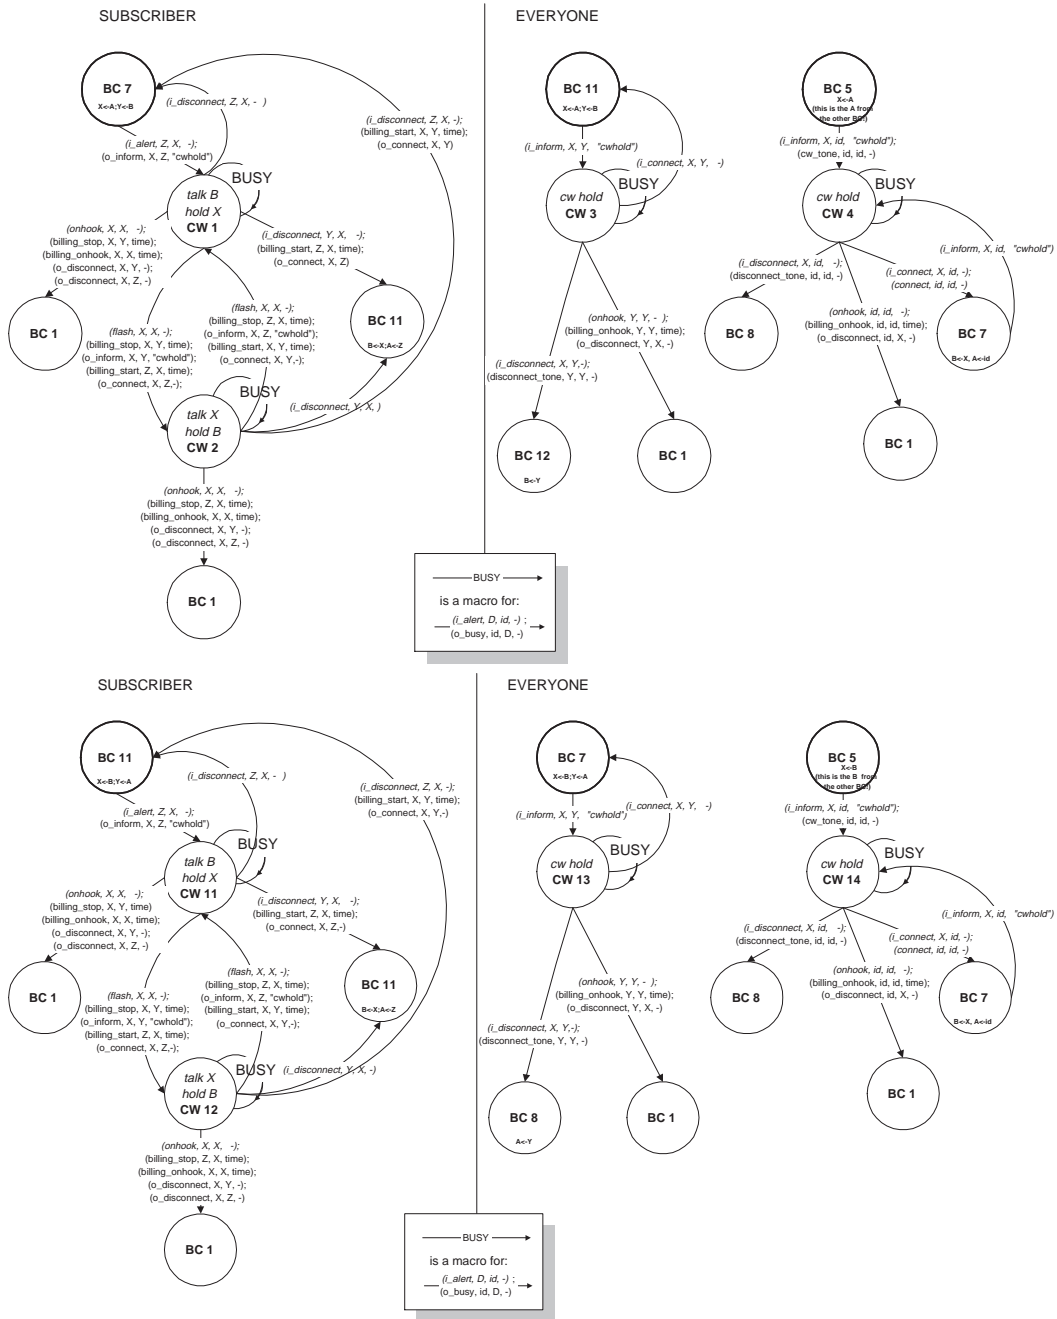 SUBSCRIBER
EVERYONE
BC 7
X<-A;Y<-B
(i_disconnect, Z, X, - )
(i_alert, Z, X, -);
(o_inform, X, Z, "cwhold")
(i_disconnect, Z, X, -);
(billing_start, X, Y, time);
(o_connect, X, Y)
BUSY
talk B
hold X
CW 1
(onhook, X, X, -);
(billing_stop, X, Y, time);
(billing_onhook, X, X, time);
(o_disconnect, X, Y, -);
(o_disconnect, X, Z, -)
(i_disconnect, Y, X, -);
(billing_start, Z, X, time);
(o_connect, X, Z)
BC 1
BC 11
B<-X;A<-Z
(flash, X, X, -);
(billing_stop, X, Y, time);
(o_inform, X, Y, "cwhold");
(billing_start, Z, X, time);
(o_connect, X, Z,-);
(flash, X, X, -);
(billing_stop, Z, X, time);
(o_inform, X, Z, "cwhold");
(billing_start, X, Y, time);
(o_connect, X, Y,-);
BUSY
talk X
hold B
CW 2
(i_disconnect, Y, X, )
(onhook, X, X, -);
(billing_stop, Z, X, time);
(billing_onhook, X, X, time);
(o_disconnect, X, Y, -);
(o_disconnect, X, Z, -)
BC 1
BC 11
X<-A;Y<-B
(i_inform, X, Y, "cwhold")
(i_connect, X, Y, -)
BUSY
cw hold
CW 3
(onhook, Y, Y, - );
(billing_onhook, Y, Y, time);
(o_disconnect, Y, X, -)
(i_disconnect, X, Y,-);
(disconnect_tone, Y, Y, -)
BC 12
B<-Y
BC 1
BC 5
X<-A
(this is the A from
the other BC!)
(i_inform, X, id, "cwhold");
(cw_tone, id, id, -)
BUSY
cw hold
CW 4
(i_inform, X, id, "cwhold")
(i_disconnect, X, id, -);
(disconnect_tone, id, id, -)
(i_connect, X, id, -);
(connect, id, id, -)
(onhook, id, id, -);
(billing_onhook, id, id, time);
(o_disconnect, id, X, -)
BC 8
BC 7
B<-X, A<-id
BC 1
BUSY
is a macro for:
(i_alert, D, id, -) ;
(o_busy, id, D, -)
SUBSCRIBER
EVERYONE
BC 11
X<-B;Y<-A
(i_disconnect, Z, X, - )
(i_alert, Z, X, -);
(o_inform, X, Z, "cwhold")
(i_disconnect, Z, X, -);
(billing_start, X, Y, time);
(o_connect, X, Y,-)
BUSY
talk B
hold X
CW 11
(onhook, X, X, -);
(billing_stop, X, Y, time)
(billing_onhook, X, X, time);
(o_disconnect, X, Y, -);
(o_disconnect, X, Z, -)
(i_disconnect, Y, X, -);
(billing_start, Z, X, time);
(o_connect, X, Z,-)
BC 1
BC 11
B<-X;A<-Z
(flash, X, X, -);
(billing_stop, X, Y, time);
(o_inform, X, Y, "cwhold");
(billing_start, Z, X, time);
(o_connect, X, Z,-);
(flash, X, X, -);
(billing_stop, Z, X, time);
(o_inform, X, Z, "cwhold");
(billing_start, X, Y, time);
(o_connect, X, Y,-);
BUSY
talk X
hold B
CW 12
(i_disconnect, Y, X, -)
(onhook, X, X, -);
(billing_stop, Z, X, time);
(billing_onhook, X, X, time);
(o_disconnect, X, Y, -);
(o_disconnect, X, Z, -)
BC 1
BC 7
X<-B;Y<-A
(i_inform, X, Y, "cwhold")
(i_connect, X, Y, -)
BUSY
cw hold
CW 13
(onhook, Y, Y, - );
(billing_onhook, Y, Y, time);
(o_disconnect, Y, X, -)
(i_disconnect, X, Y,-);
(disconnect_tone, Y, Y, -)
BC 8
A<-Y
BC 1
BC 5
X<-B
(this is the B from
the other BC!)
(i_inform, X, id, "cwhold");
(cw_tone, id, id, -)
BUSY
cw hold
CW 14
(i_inform, X, id, "cwhold")
(i_disconnect, X, id, -);
(disconnect_tone, id, id, -)
(i_connect, X, id, -);
(connect, id, id, -)
(onhook, id, id, -);
(billing_onhook, id, id, time);
(o_disconnect, id, X, -)
BC 8
BC 7
B<-X, A<-id
BC 1
BUSY
is a macro for:
(i_alert, D, id, -) ;
(o_busy, id, D, -)